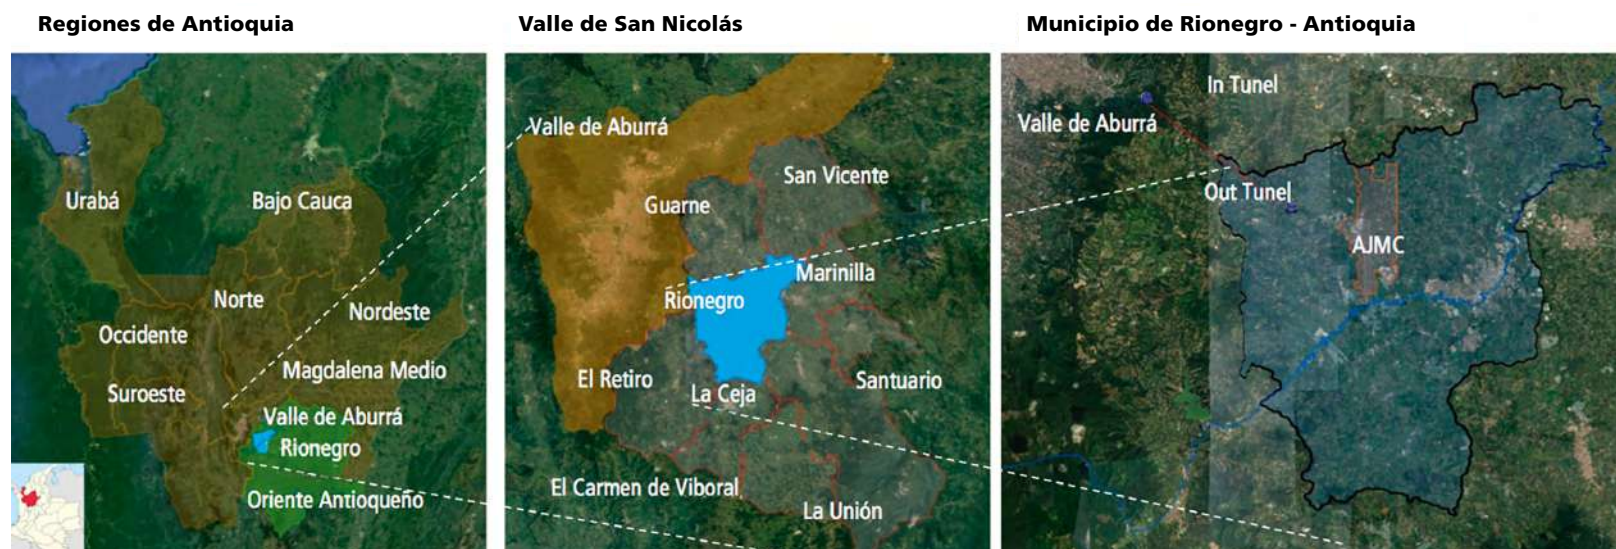 Regiones de Antioquia
Urabá
Bajo Cauca
Norte
Nordeste
Occidente
Magdalena Medio
Suroeste
Valle de Aburrá
Rionegro
Oriente Antioqueño
Valle de San Nicolás
Valle de Aburrá
San Vicente
Guarne
Marinilla
Rionegro
El Retiro
Santuario
La Ceja
El Carmen de Viboral
La Unión
Municipio de Rionegro - Antioquia
In Tunel
Valle de Aburrá
Out Tunel
AJMC